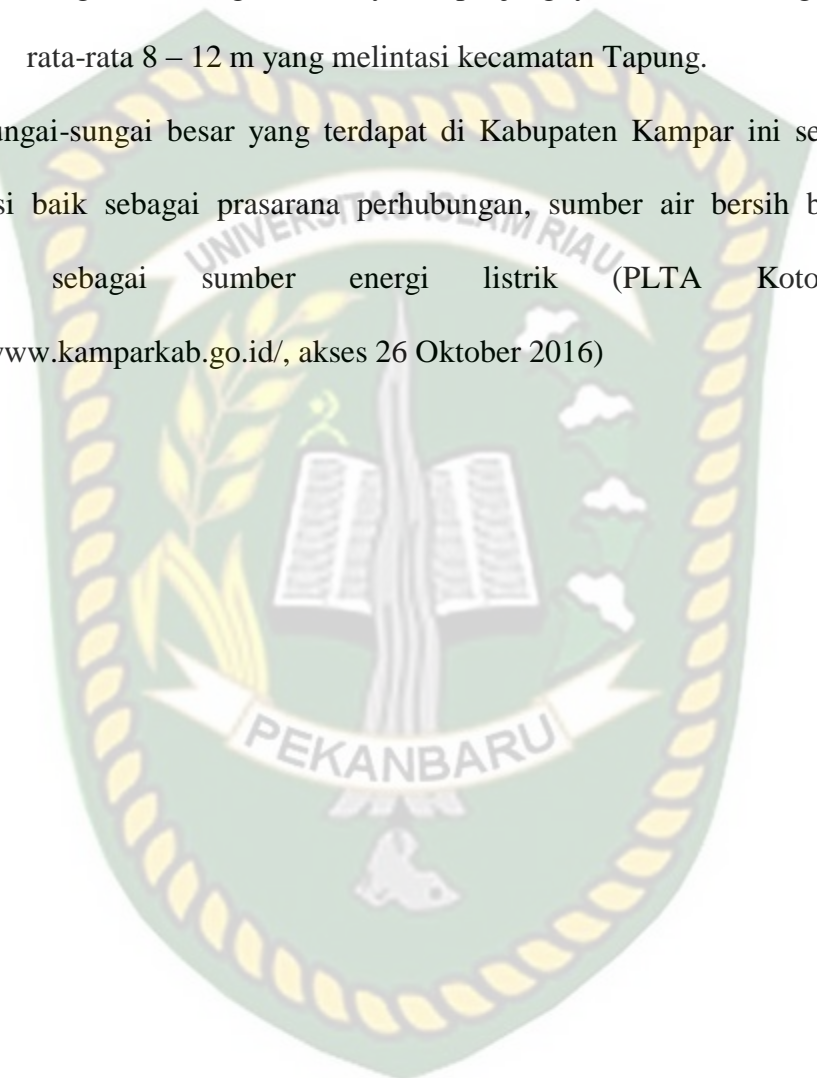 rata-rata 8 – 12 m yang melintasi kecamatan Tapung.
ungai-sungai besar yang terdapat di Kabupaten Kampar ini se
si baik sebagai prasarana perhubungan, sumber air bersih b
sebagai sumber energi listrik (PLTA Koto
www.kamparkab.go.id/, akses 26 Oktober 2016)
UNIVERSITAS ISLAM RIAU
PEKANBARU